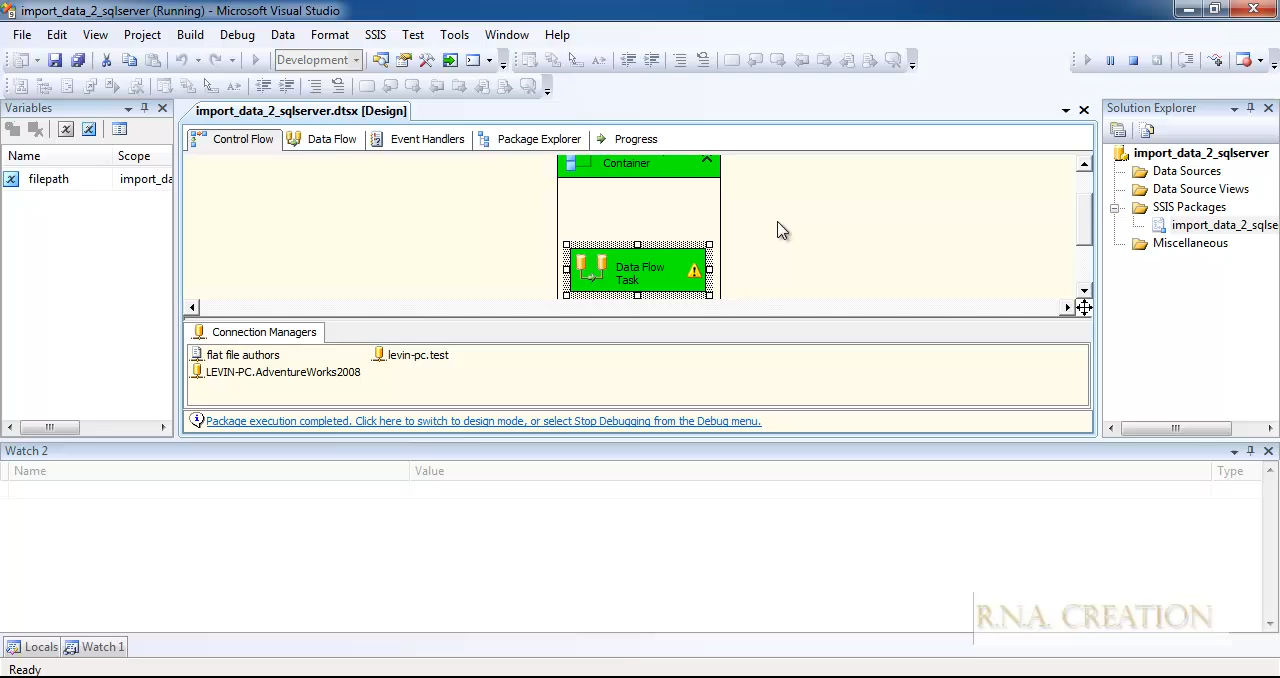 import_data_2_sqlserver (Running) - Microsoft Visual Studio
File Edit View Project Build Debug Data Format SSIS Test Tools Window Help
Development
Variables
Name Scope
filepath import_da
import_data_2_sqlserver.dtsx [Design]
Control Flow Data Flow Event Handlers Package Explorer Progress
Container
Data Flow
Task
Connection Managers
flat file authors levin-pc.test
LEVIN-PC.AdventureWorks2008
Package execution completed. Click here to switch to design mode, or select Stop Debugging from the Debug menu.
Solution Explorer
import_data_2_sqlserver
Data Sources
Data Source Views
SSIS Packages
import_data_2_sqlse
Miscellaneous
Watch 2
Name Value Type
R.N.A. CREATION
Locals Watch 1
Ready